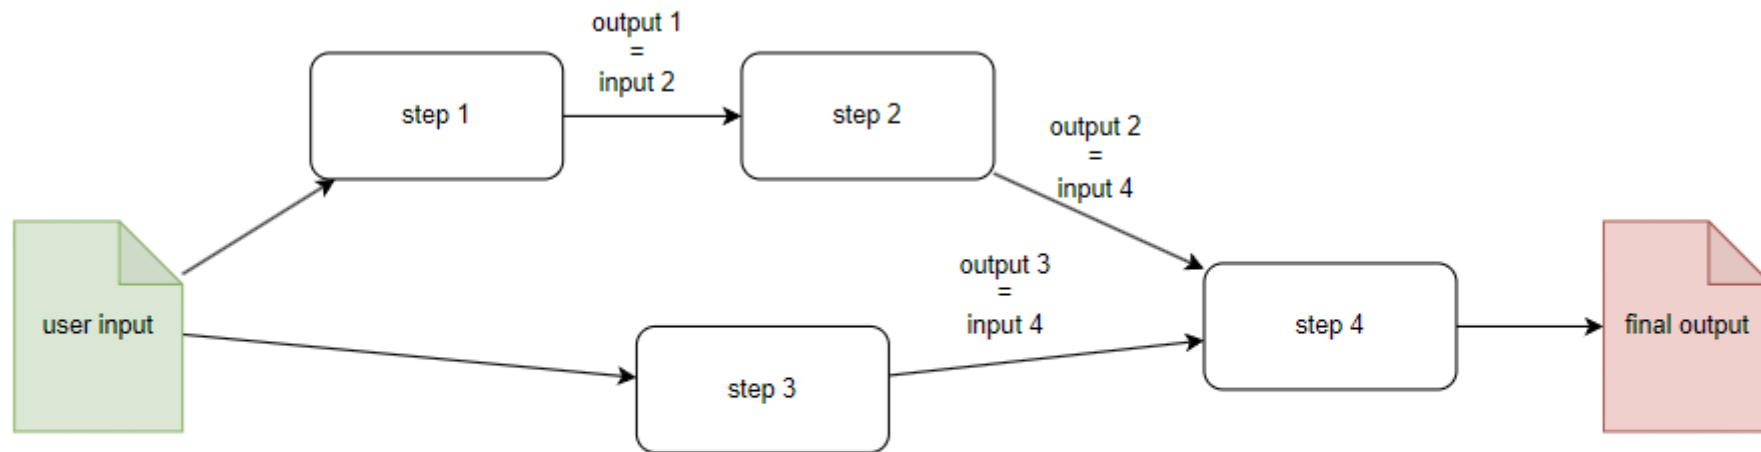 output 1
=
input 2
step 1
step 2
output 2
=
input 4
user input
output 3
=
input 4
step 3
step 4
final output